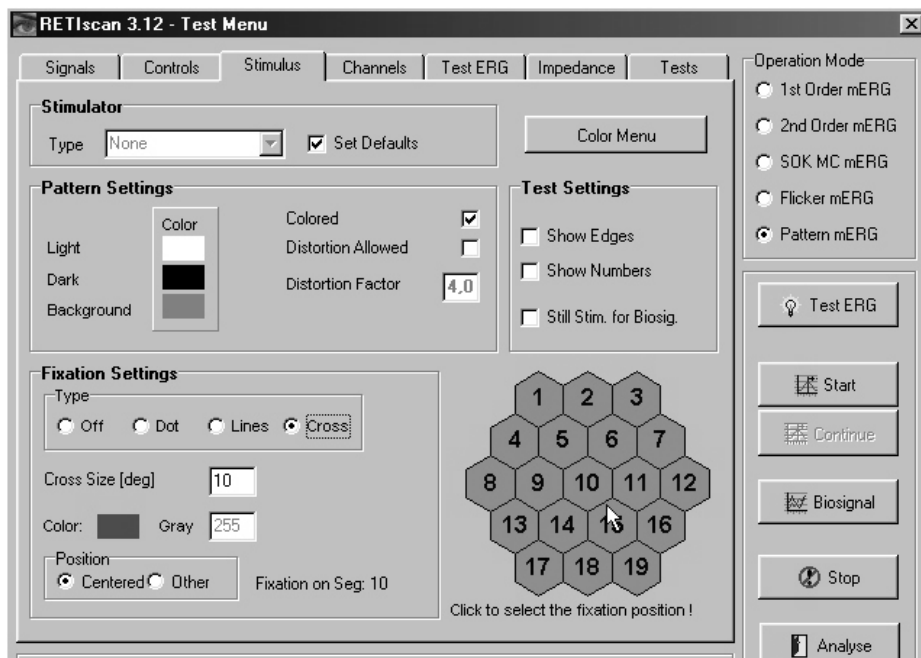 RETIscan 3.12 - Test Menu
Signals Controls Stimulus Channels Test ERG Impedance Tests
Stimulator
Type None Set Defaults
Color Menu
Pattern Settings
Color
Light
Dark
Background
Colored
Distortion Allowed
Distortion Factor 4,0
Test Settings
Show Edges
Show Numbers
Still Stim. for Biosig.
Fixation Settings
Type
Off Dot Lines Cross
Cross Size [deg] 10
Color: Gray 255
Position
Centered Other Fixation on Seg: 10
1 2 3
4 5 6 7
8 9 10 11 12
13 14 15 16
17 18 19
Click to select the fixation position !
Operation Mode
1st Order mERG
2nd Order mERG
SOK MC mERG
Flicker mERG
Pattern mERG
Test ERG
Start
Continue
Biosignal
Stop
Analyse